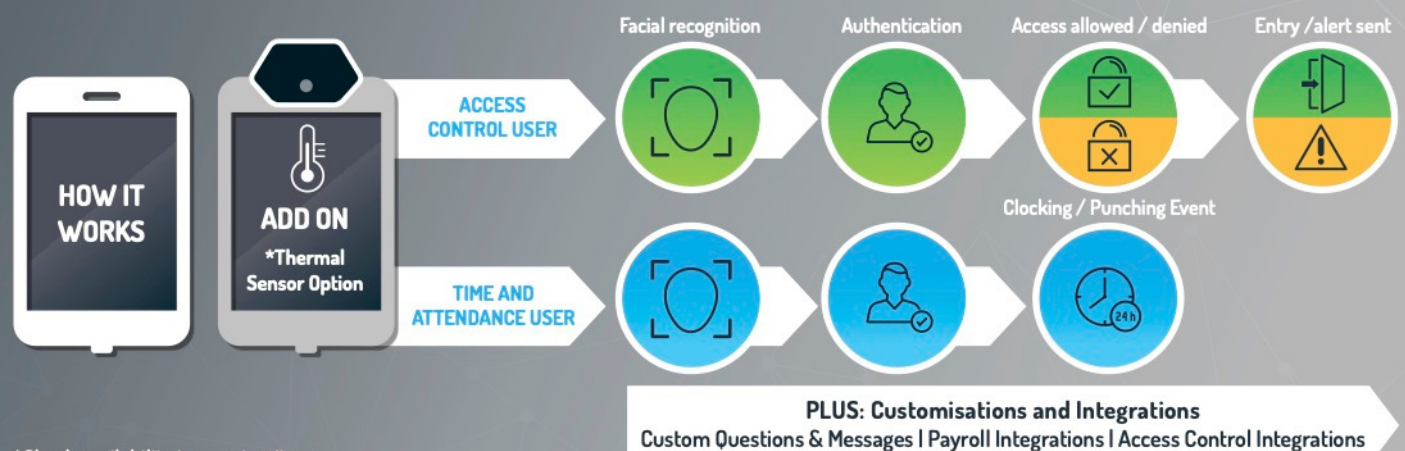 Facial recognition
Authentication
Access allowed / denied
Entry /alert sent
HOW IT
WORKS
ADD ON
*Thermal
Sensor Option
ACCESS
CONTROL USER
Clocking / Punching Event
TIME AND
ATTENDANCE USER
24h
PLUS: Customisations and Integrations
Custom Questions & Messages | Payroll Integrations | Access Control Integrations